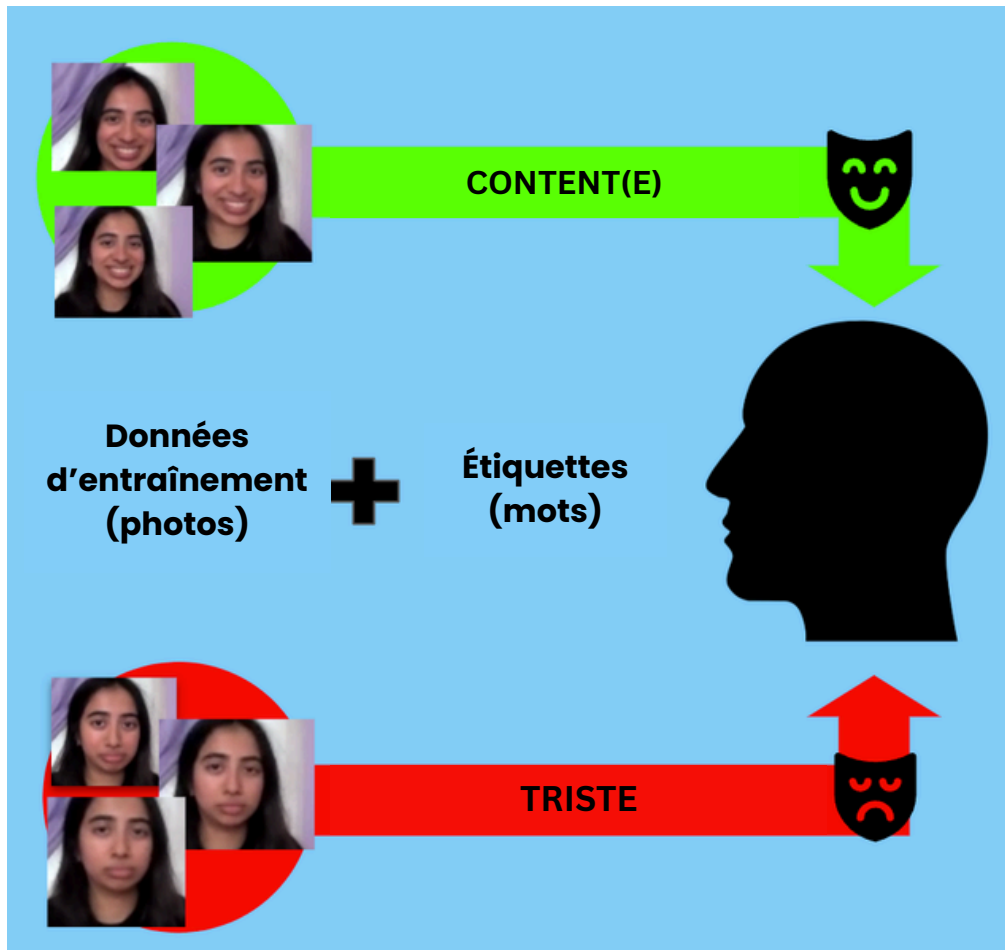 CONTENT(E)
Données
d’entraînement
(photos)
Étiquettes
(mots)
TRISTE